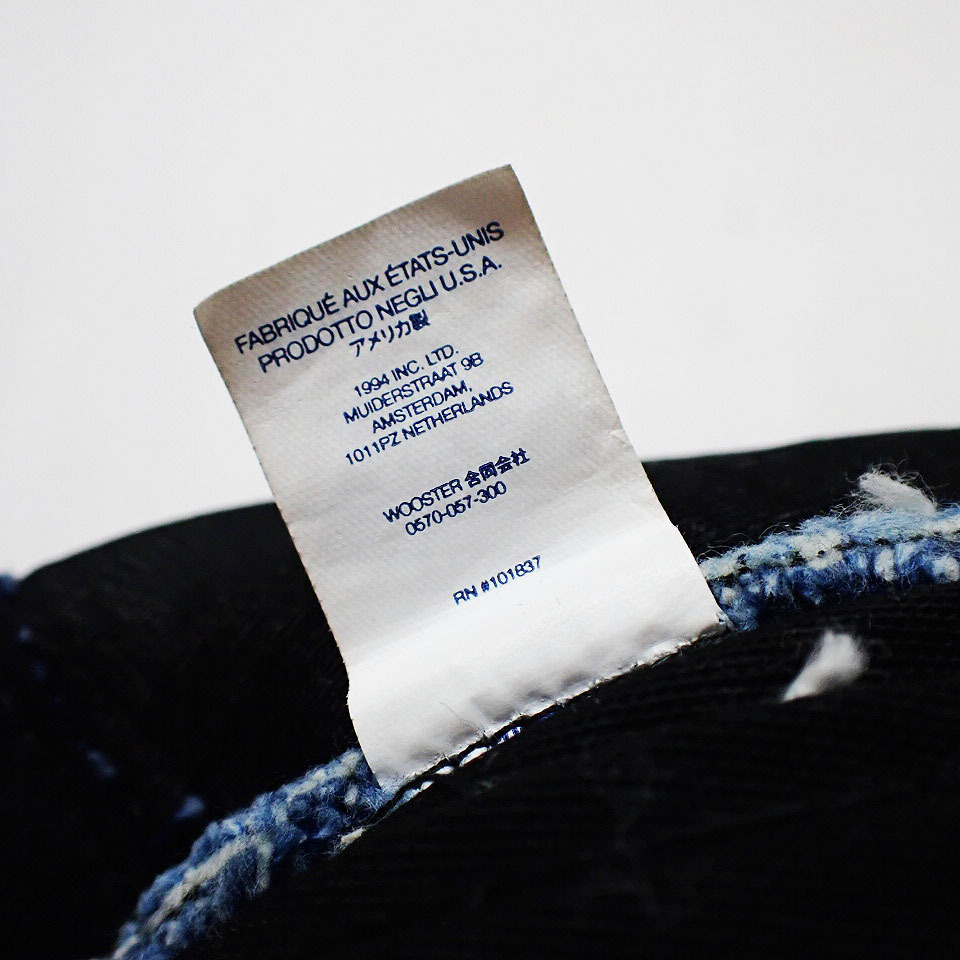 FABRIQUÉ AUX ÉTATS-UNIS
PRODOTTO NEGLI U.S.A.
アメリカ製
1994 INC. LTD.
MUIDERSTRAAT 9B
AMSTERDAM,
1011PZ NETHERLANDS
WOOSTER 合同会社
0570-057-300
RN #101837